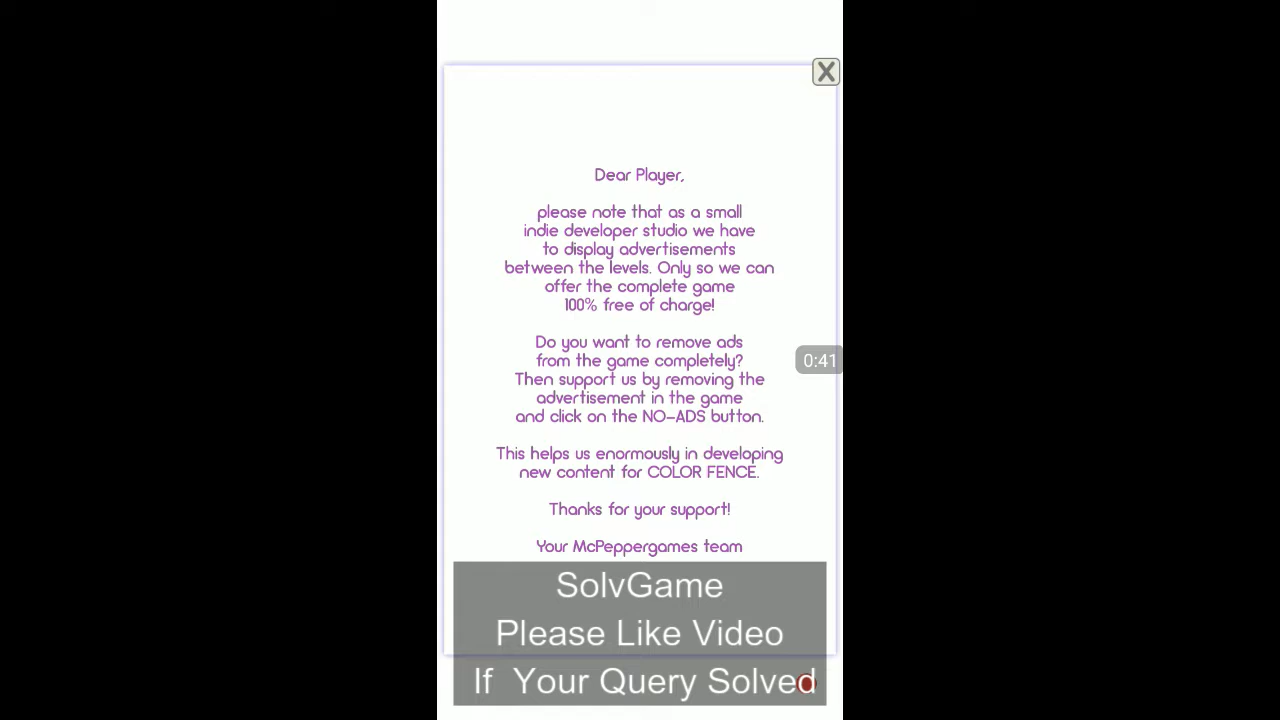 X
Dear Player,
please note that as a small
indie developer studio we have
to display advertisements
between the levels. Only so we can
offer the complete game
100% free of charge!
Do you want to remove ads
from the game completely?
0:41
Then support us by removing the
advertisement in the game
and click on the NO-ADS button.
This helps us enormously in developing
new content for COLOR FENCE.
Thanks for your support!
Your McPeppergames team
SolvGame
Please Like Video
If Your Query Solved